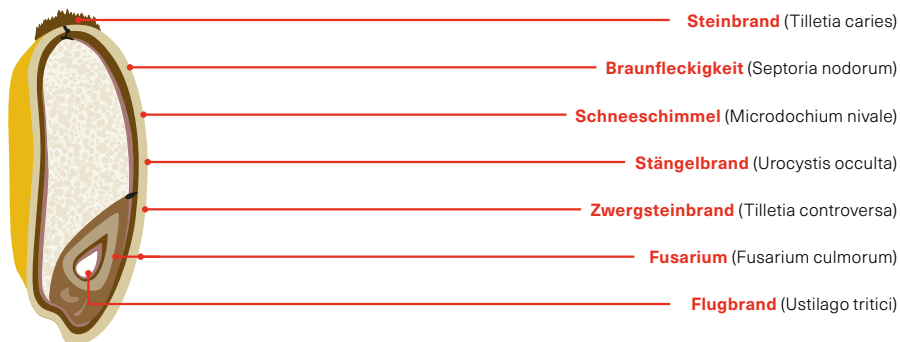 Steinbrand (Tilletia caries)
Braunfleckigkeit (Septoria nodorum)
Schneeschimmel (Microdochium nivale)
Stängelbrand (Urocystis occulta)
Zwergsteinbrand (Tilletia controversa)
Fusarium (Fusarium culmorum)
Flugbrand (Ustilago tritici)